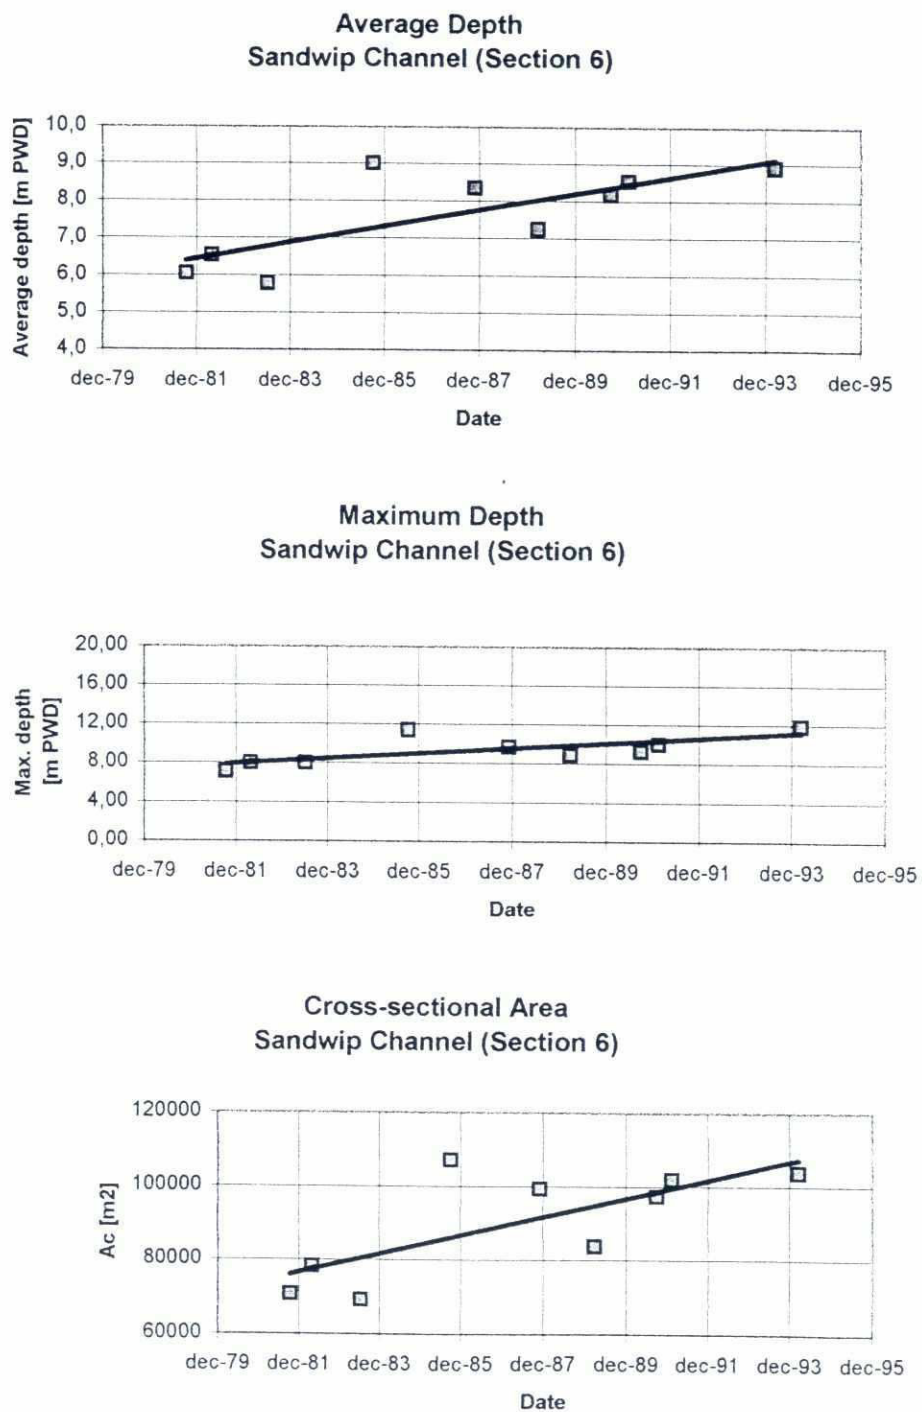 Average Depth
Sandwip Channel (Section 6)
Average depth [m PWD]
10,0
9,0
8,0
7,0
6,0
5,0
4,0
dec-79 dec-81 dec-83 dec-85 dec-87 dec-89 dec-91 dec-93 dec-95
Date
Maximum Depth
Sandwip Channel (Section 6)
Max. depth
[m PWD]
20,00
16,00
12,00
8,00
4,00
0,00
dec-79 dec-81 dec-83 dec-85 dec-87 dec-89 dec-91 dec-93 dec-95
Date
Cross-sectional Area
Sandwip Channel (Section 6)
Ac [m2]
120000
100000
80000
60000
dec-79 dec-81 dec-83 dec-85 dec-87 dec-89 dec-91 dec-93 dec-95
Date